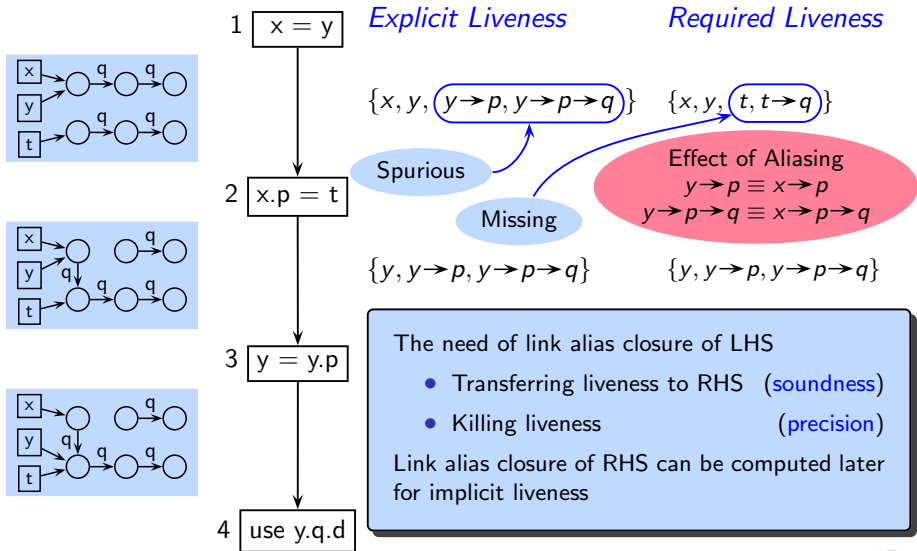 Explicit Liveness
Required Liveness
1 x = y
x q q
y
t
{x, y, y→p, y→p→q}
{x, y, t, t→q}
Spurious
Missing
Effect of Aliasing
y→p ≡ x→p
y→p→q ≡ x→p→q
2 x.p = t
x q
y
q
t q q
{y, y→p, y→p→q}
{y, y→p, y→p→q}
3 y = y.p
The need of link alias closure of LHS
• Transferring liveness to RHS (soundness)
• Killing liveness (precision)
Link alias closure of RHS can be computed later
for implicit liveness
x q
y q
t q q
4 use y.q.d